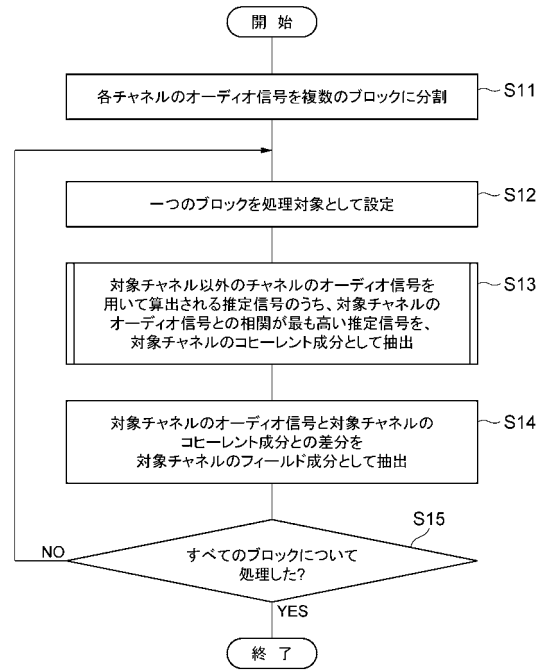 開 始
各チャネルのオーディオ信号を複数のブロックに分割
S11
一つのブロックを処理対象として設定
S12
対象チャネル以外のチャネルのオーディオ信号を
用いて算出される推定信号のうち、対象チャネルの
オーディオ信号との相関が最も高い推定信号を、
対象チャネルのコヒーレント成分として抽出
S13
対象チャネルのオーディオ信号と対象チャネルの
コヒーレント成分との差分を
対象チャネルのフィールド成分として抽出
S14
S15
すべてのブロックについて
処理した?
NO
YES
終 了